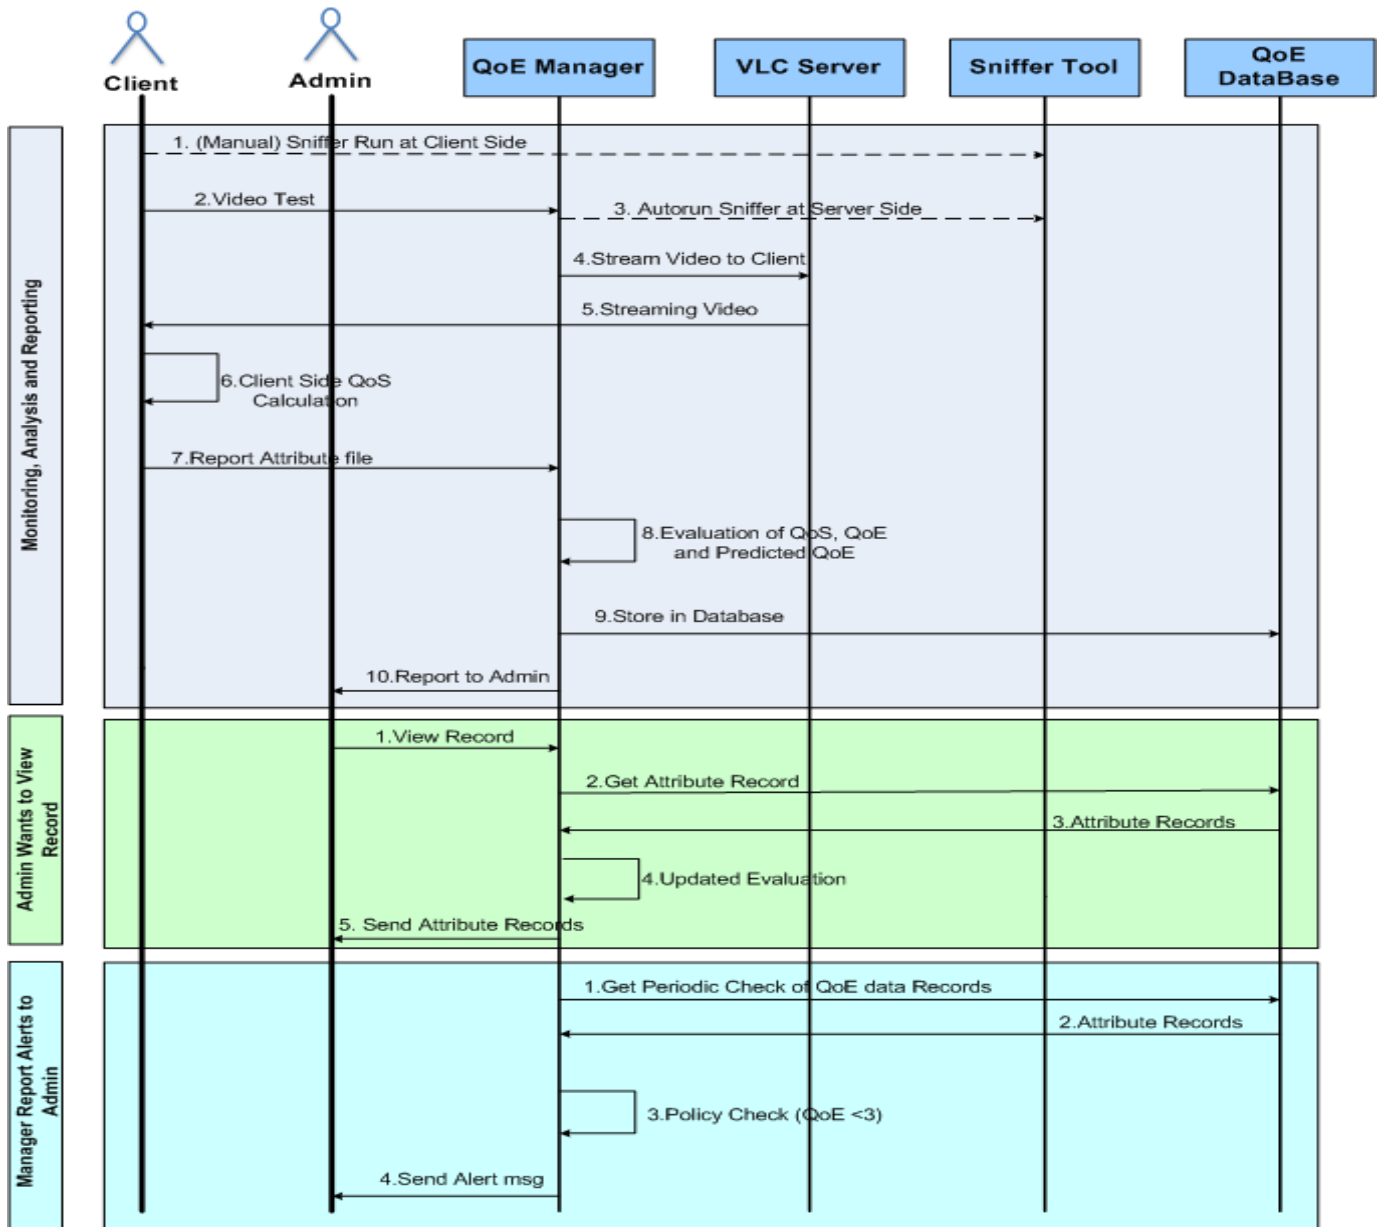 Client
Admin
QoE Manager
VLC Server
Sniffer Tool
QoE
DataBase
Monitoring, Analysis and Reporting
1. (Manual) Sniffer Run at Client Side
2.Video Test
3. Autorun Sniffer at Server Side
4.Stream Video to Client
5.Streaming Video
6.Client Side QoS
Calculation
7.Report Attribute file
8.Evaluation of QoS, QoE
and Predicted QoE
9.Store in Database
10.Report to Admin
Admin Wants to View
Record
1.View Record
2.Get Attribute Record
3.Attribute Records
4.Updated Evaluation
5. Send Attribute Records
Manager Report Alerts to
Admin
1.Get Periodic Check of QoE data Records
2.Attribute Records
3.Policy Check (QoE <3)
4.Send Alert msg